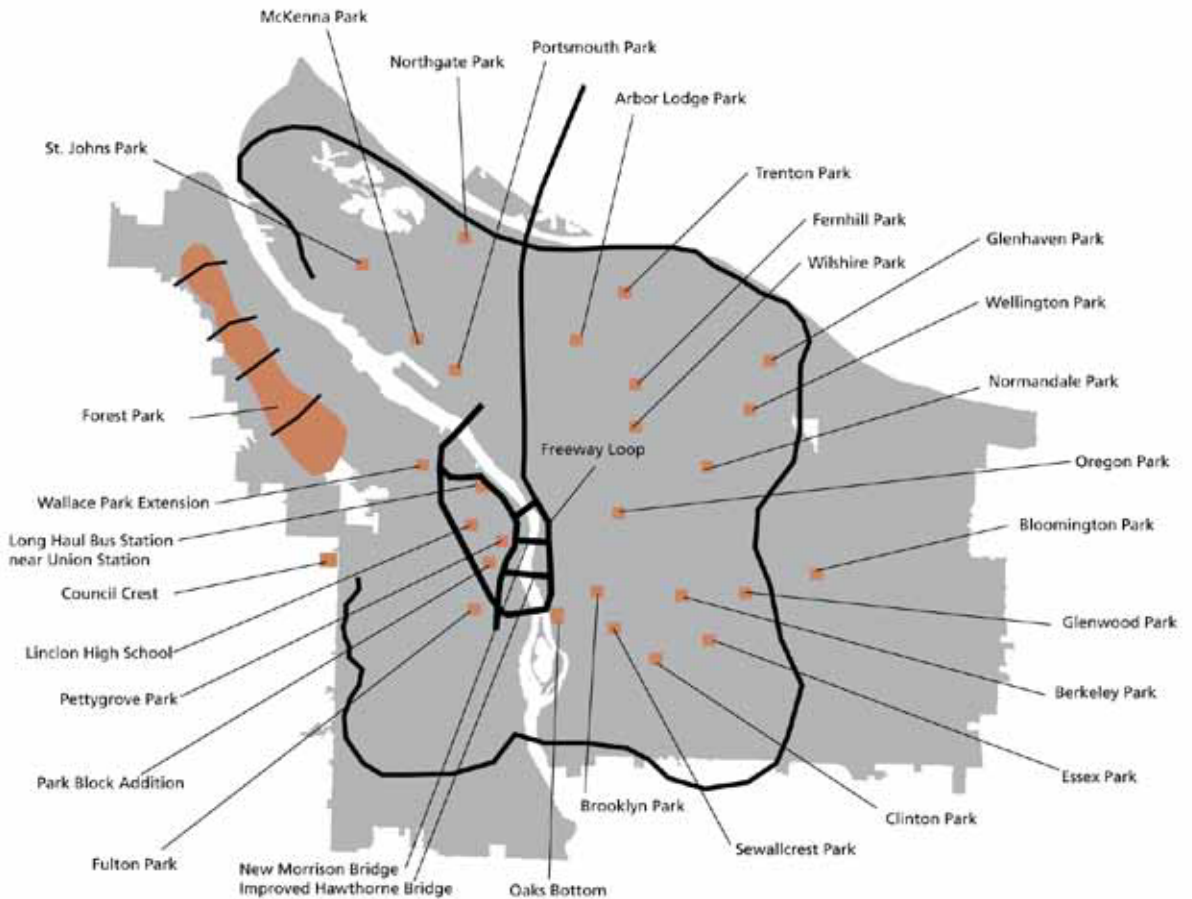 McKenna Park
Portsmouth Park
Northgate Park
Arbor Lodge Park
St. Johns Park
Trenton Park
Fernhill Park
Glenhaven Park
Wilshire Park
Wellington Park
Normandale Park
Forest Park
Freeway Loop
Oregon Park
Wallace Park Extension
Bloomington Park
Long Haul Bus Station
near Union Station
Council Crest
Glenwood Park
Linclon High School
Berkeley Park
Pettygrove Park
Essex Park
Park Block Addition
Brooklyn Park
Clinton Park
Sewallcrest Park
Fulton Park
New Morrison Bridge
Improved Hawthorne Bridge
Oaks Bottom